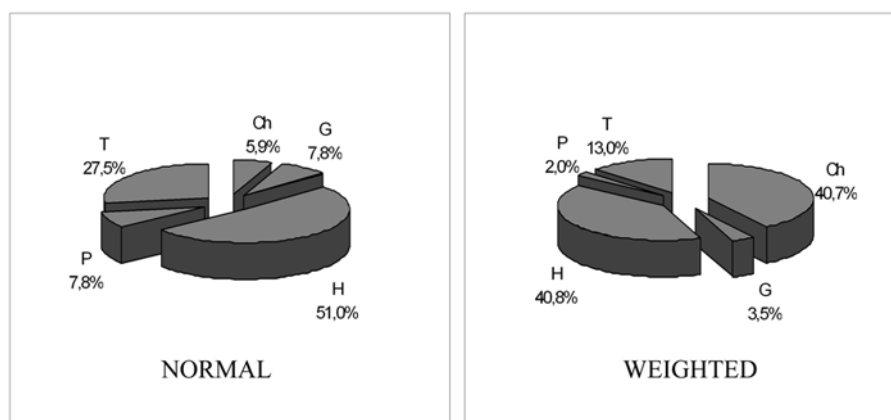 Ch
5,9%
G
7,8%
T
27,5%
P
7,8%
H
51,0%
NORMAL
T
13,0%
P
2,0%
Ch
40,7%
H
40,8%
G
3,5%
WEIGHTED